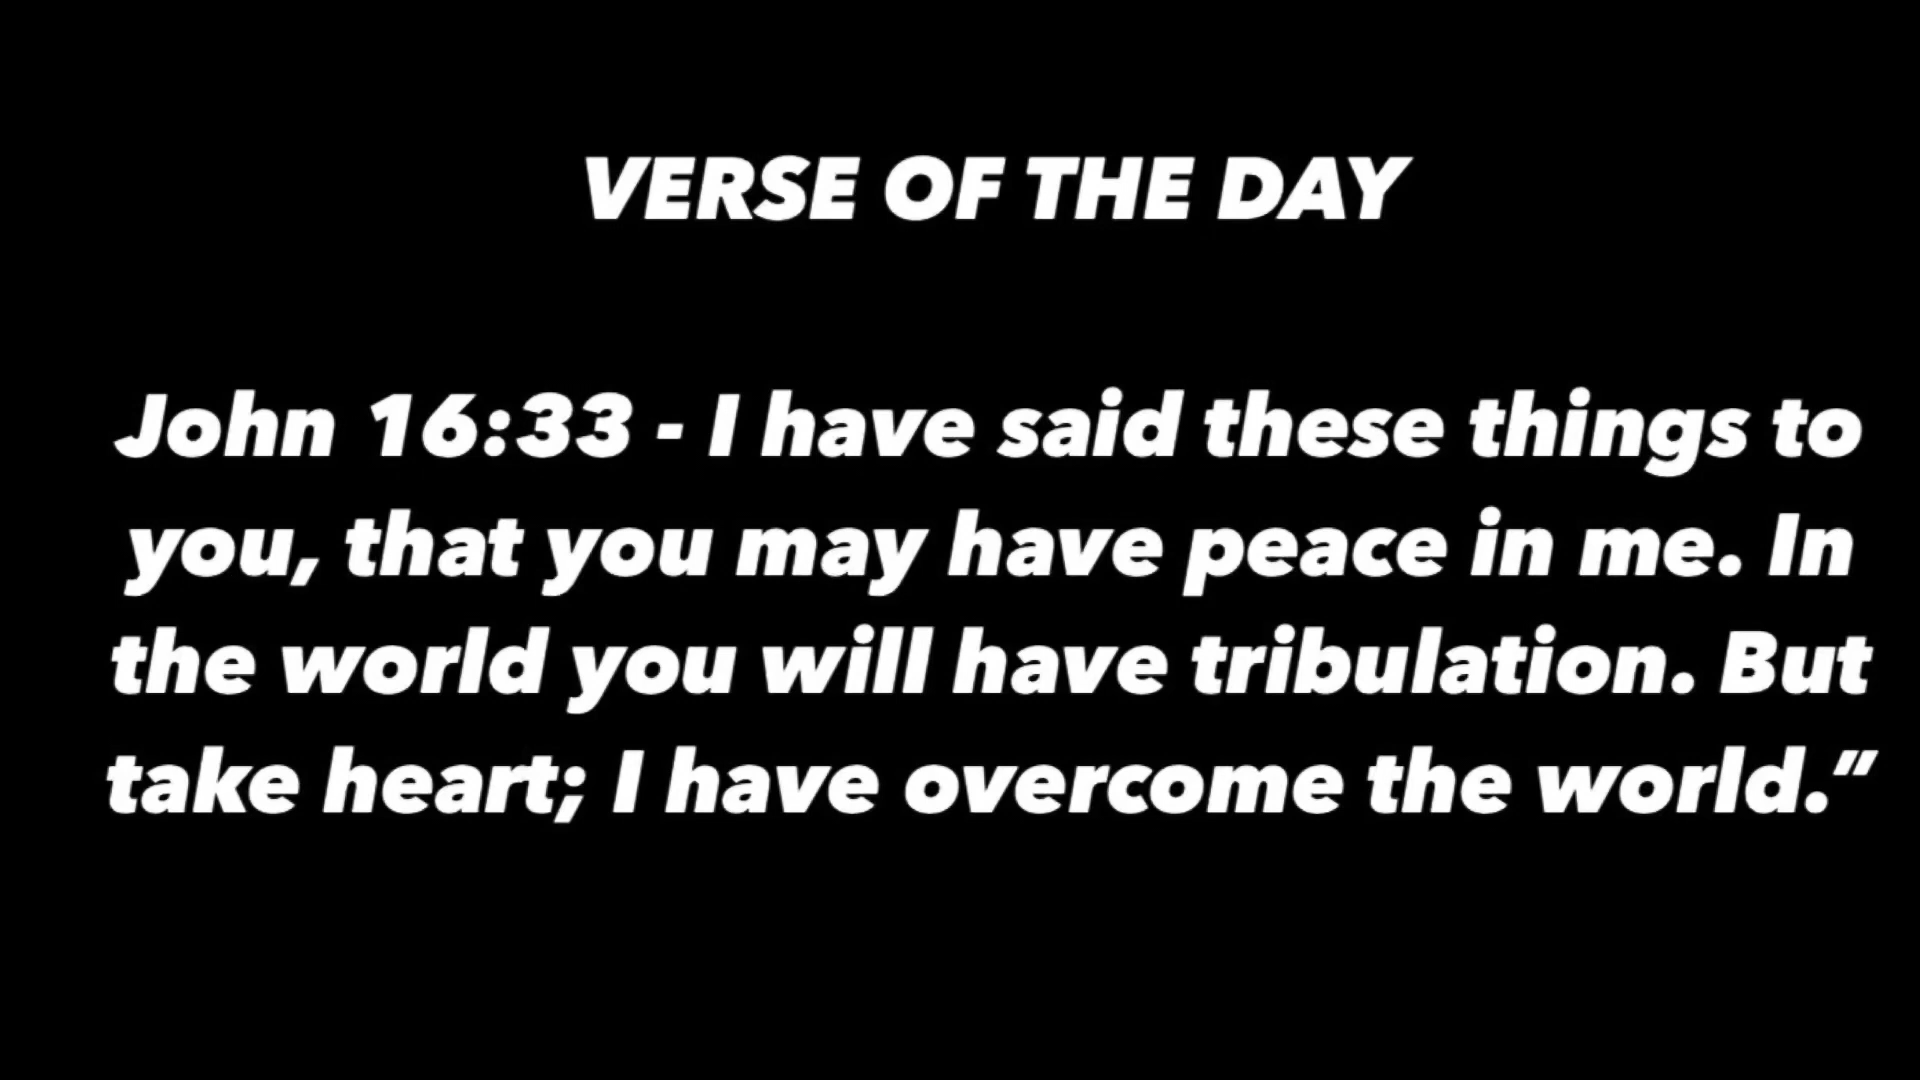 VERSE OF THE DAY
John 16:33 - I have said these things to
you, that you may have peace in me. In
the world you will have tribulation. But
take heart; I have overcome the world.”